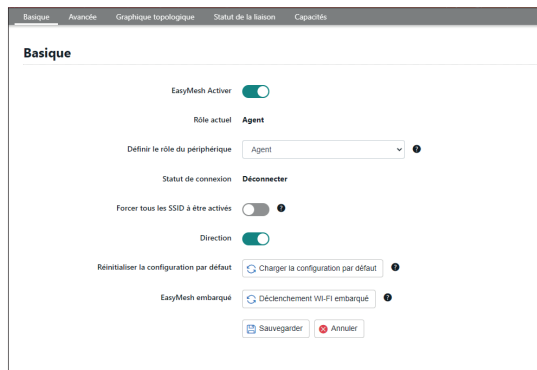 Basique Avancée Graphique topologique Statut de la liaison Capacités
Basique
EasyMesh Activer
Rôle actuel Agent
Définir le rôle du périphérique Agent ?
Statut de connexion Déconnecter
Forcer tous les SSID à être activés ?
Direction
Réinitialiser la configuration par défaut Charger la configuration par défaut ?
EasyMesh embarqué Déclenchement WI-FI embarqué ?
Sauvegarder Annuler